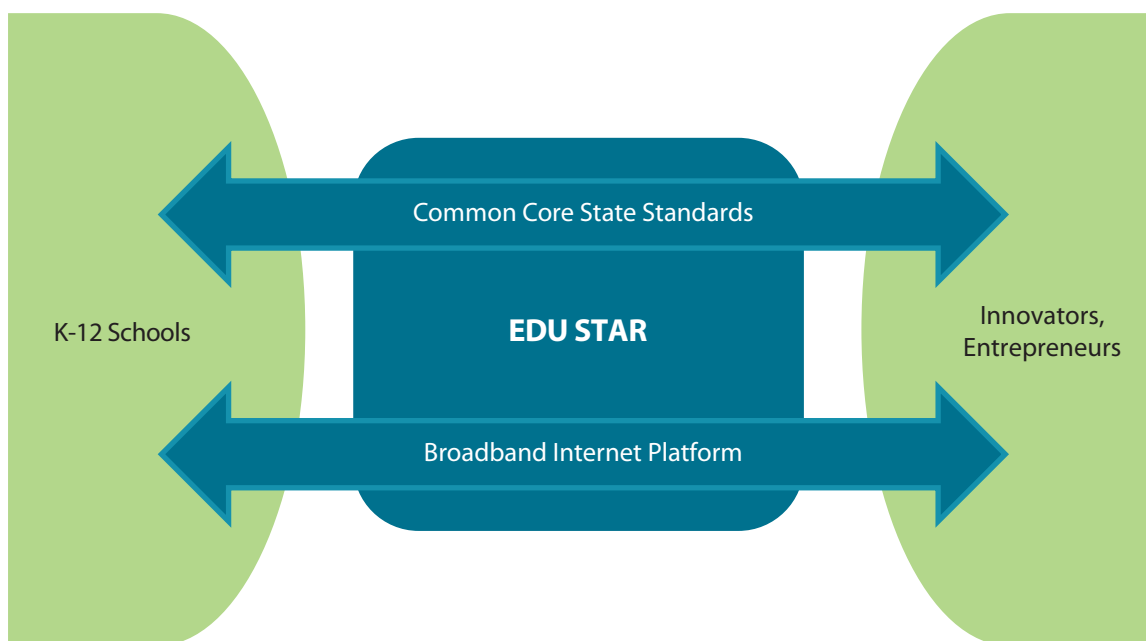 Common Core State Standards
K-12 Schools
EDU STAR
Innovators,
Entrepreneurs
Broadband Internet Platform